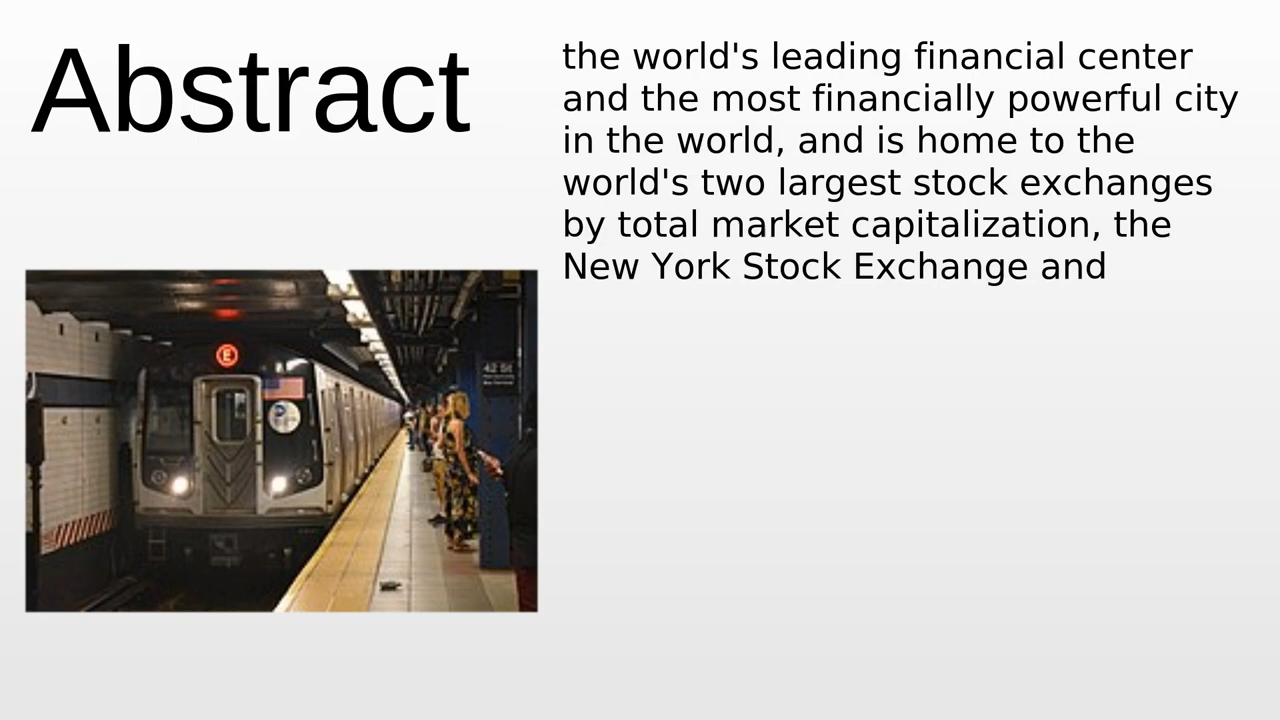 Abstract
the world's leading financial center
and the most financially powerful city
in the world, and is home to the
world's two largest stock exchanges
by total market capitalization, the
New York Stock Exchange and
E
42 St